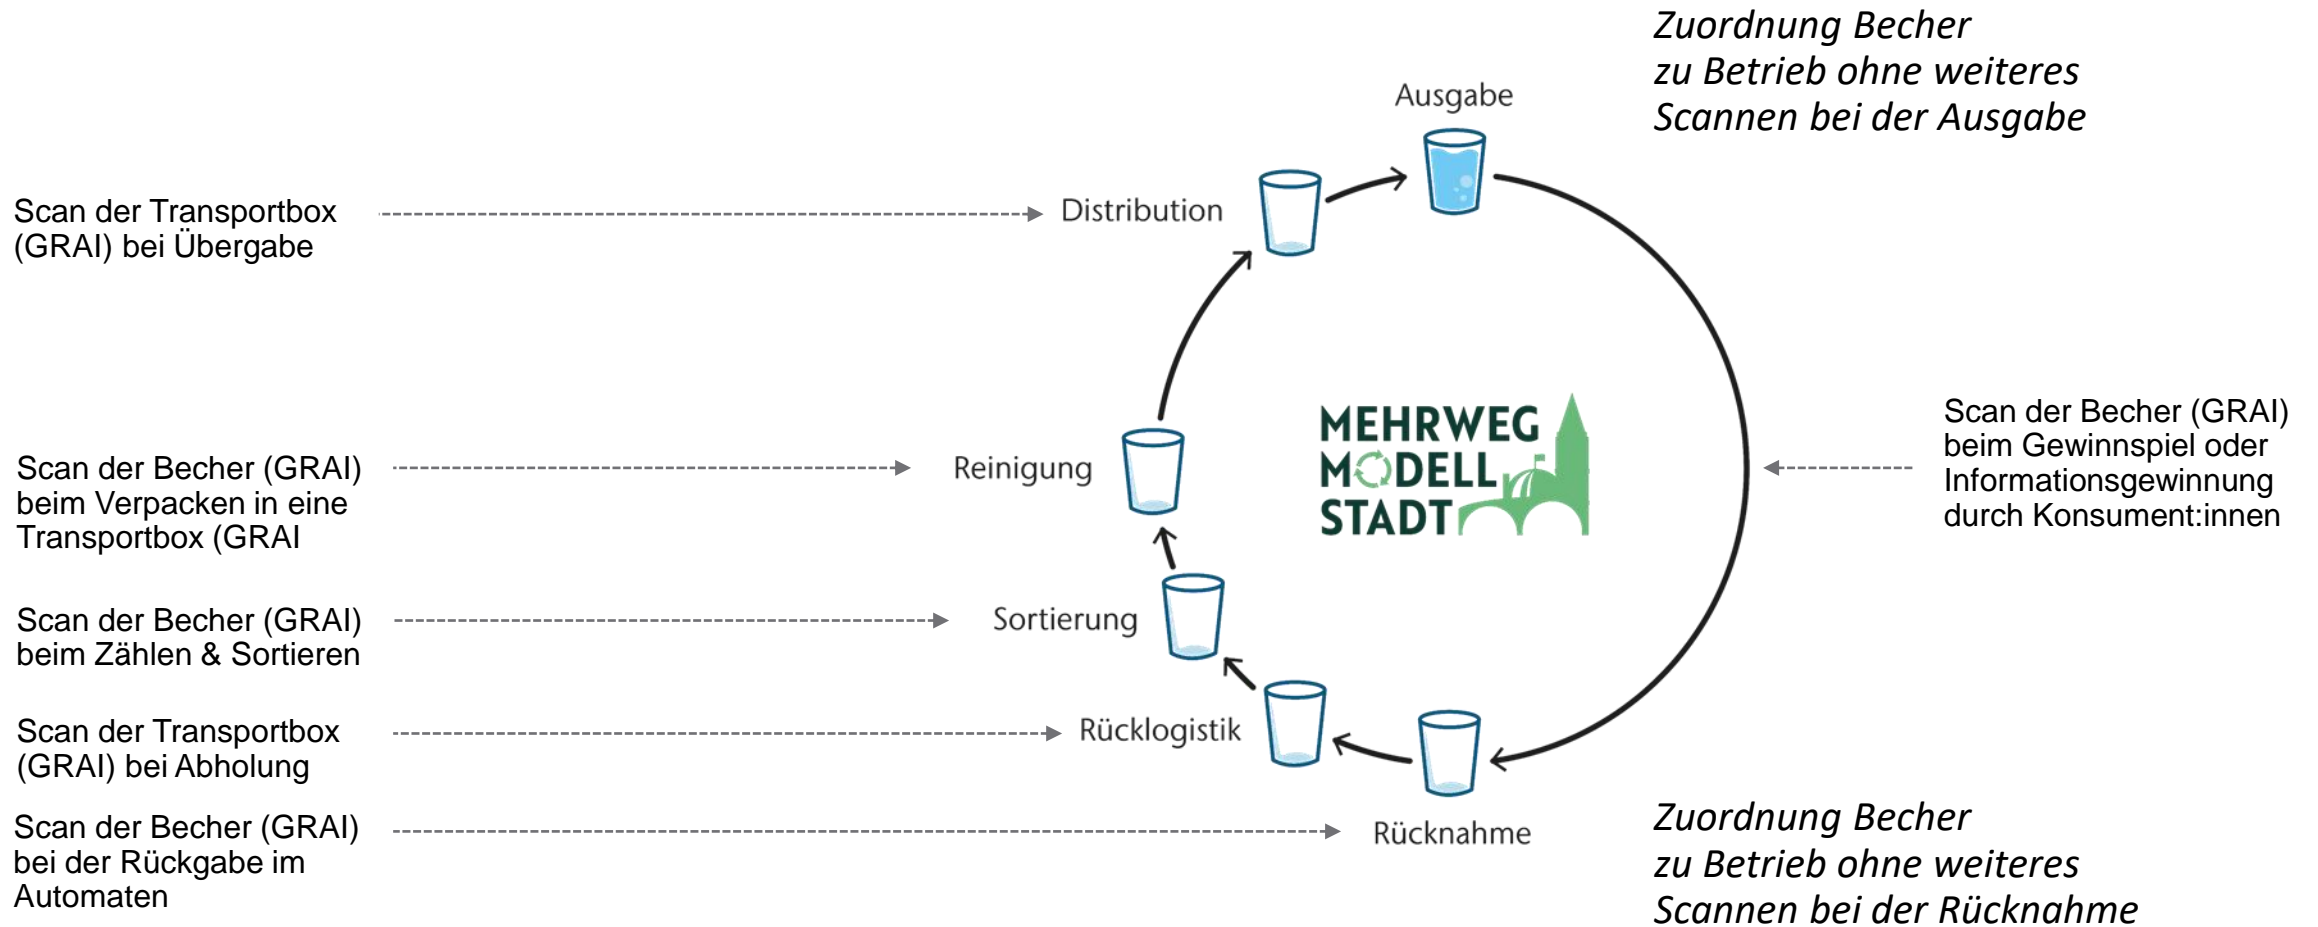 Zuordnung Becher
zu Betrieb ohne weiteres
Scannen bei der Ausgabe
Ausgabe
Scan der Transportbox
(GRAI) bei Übergabe
Distribution
Scan der Becher (GRAI)
beim Verpacken in eine
Transportbox (GRAI
Reinigung
MEHRWEG
MODELL
STADT
Scan der Becher (GRAI)
beim Gewinnspiel oder
Informationsgewinnung
durch Konsument:innen
Scan der Becher (GRAI)
beim Zählen & Sortieren
Sortierung
Scan der Transportbox
(GRAI) bei Abholung
Rücklogistik
Scan der Becher (GRAI)
bei der Rückgabe im
Automaten
Rücknahme
Zuordnung Becher
zu Betrieb ohne weiteres
Scannen bei der Rücknahme